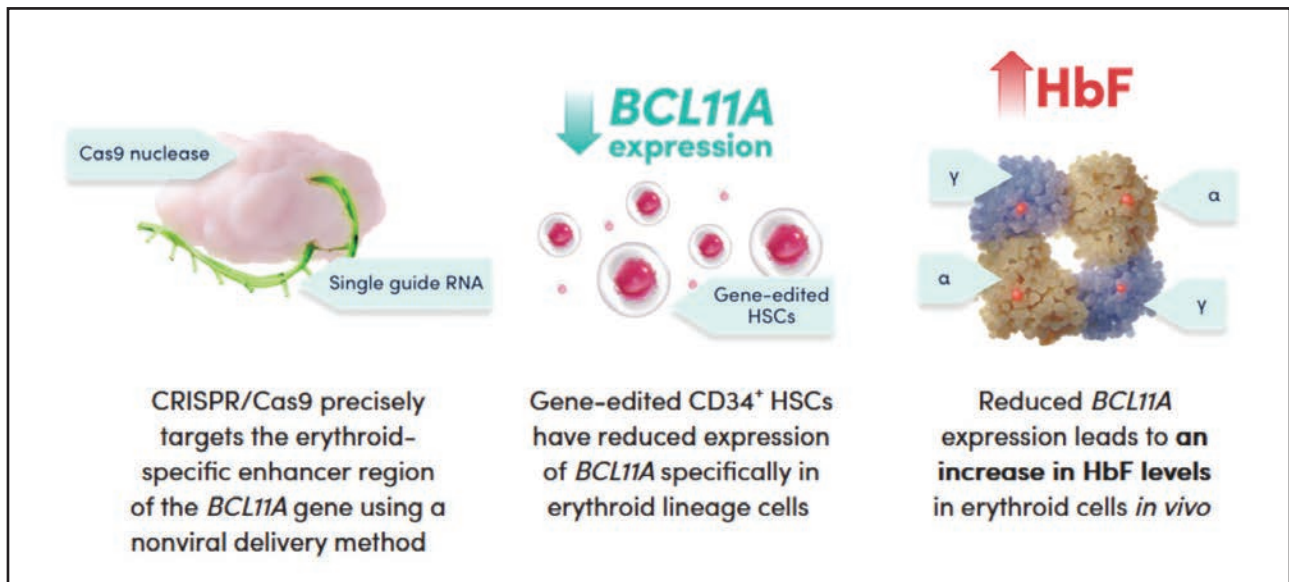 Cas9 nuclease
Single guide RNA
CRISPR/Cas9 precisely
targets the erythroid-
specific enhancer region
of the BCL11A gene using a
nonviral delivery method
BCL11A
expression
Gene-edited
HSCs
Gene-edited CD34⁺ HSCs
have reduced expression
of BCL11A specifically in
erythroid lineage cells
HbF
γ
α
α
γ
Reduced BCL11A
expression leads to an
increase in HbF levels
in erythroid cells in vivo